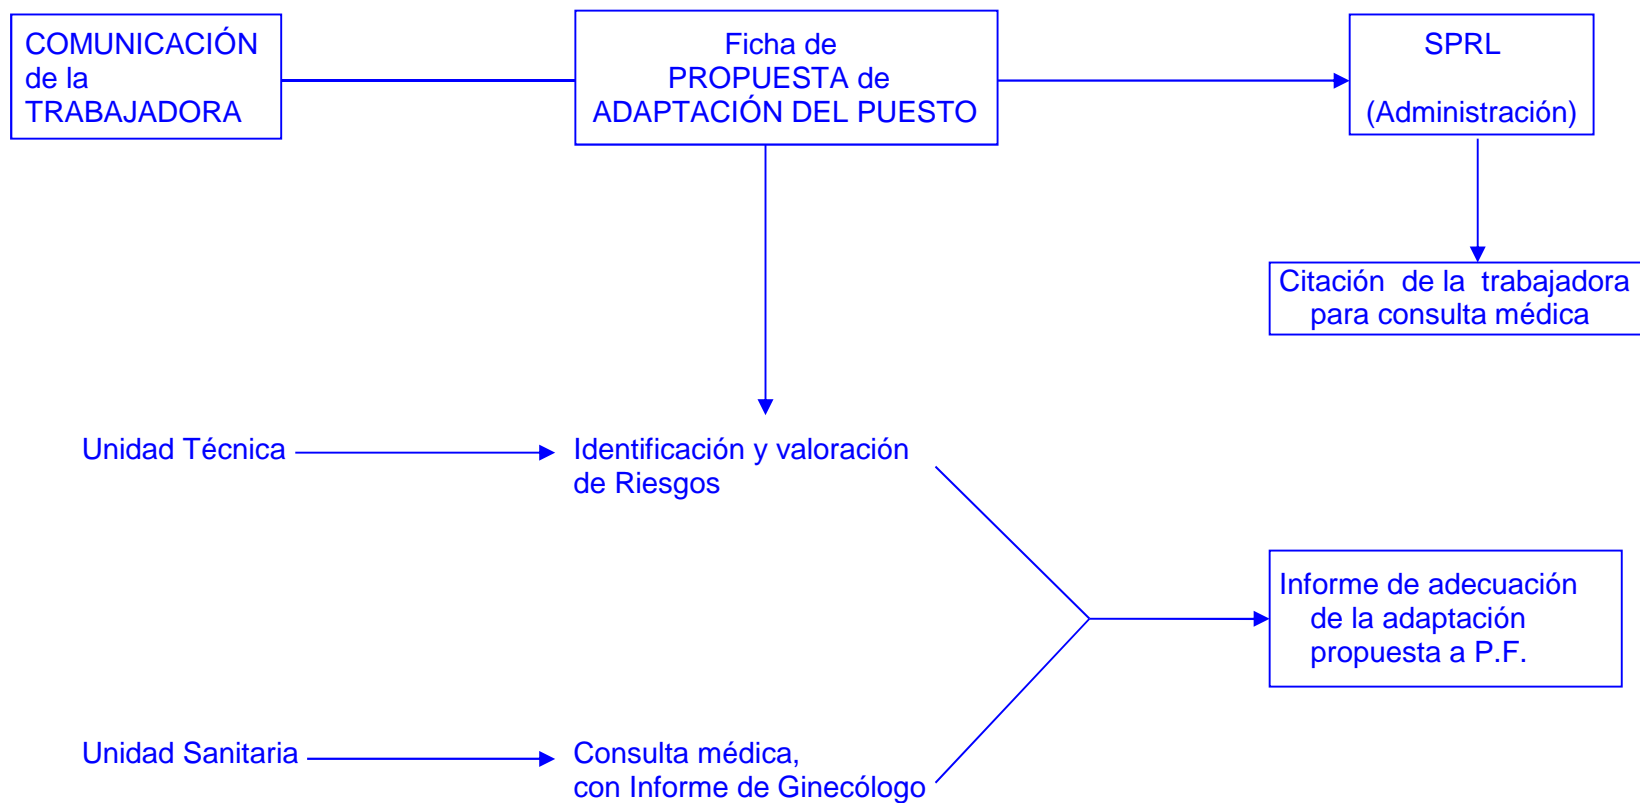 COMUNICACIÓN
de la
TRABAJADORA
Ficha de
PROPUESTA de
ADAPTACIÓN DEL PUESTO
SPRL
(Administración)
Citación de la trabajadora
para consulta médica
Unidad Técnica
Identificación y valoración
de Riesgos
Informe de adecuación
de la adaptación
propuesta a P.F.
Unidad Sanitaria
Consulta médica,
con Informe de Ginecólogo